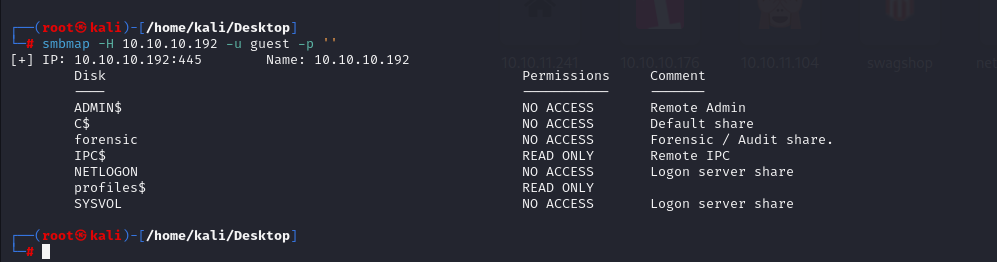 10.10.11.241 10.10.10.176 10.10.11.104 swagshop
┌──(root㉿kali)-[/home/kali/Desktop]
└─# smbmap -H 10.10.10.192 -u guest -p ''
[+] IP: 10.10.10.192:445 Name: 10.10.10.192
Disk Permissions Comment
---- ----------- -------
ADMIN$ NO ACCESS Remote Admin
C$ NO ACCESS Default share
forensic NO ACCESS Forensic / Audit share.
IPC$ READ ONLY Remote IPC
NETLOGON NO ACCESS Logon server share
profiles$ READ ONLY
SYSVOL NO ACCESS Logon server share
┌──(root㉿kali)-[/home/kali/Desktop]
└─#